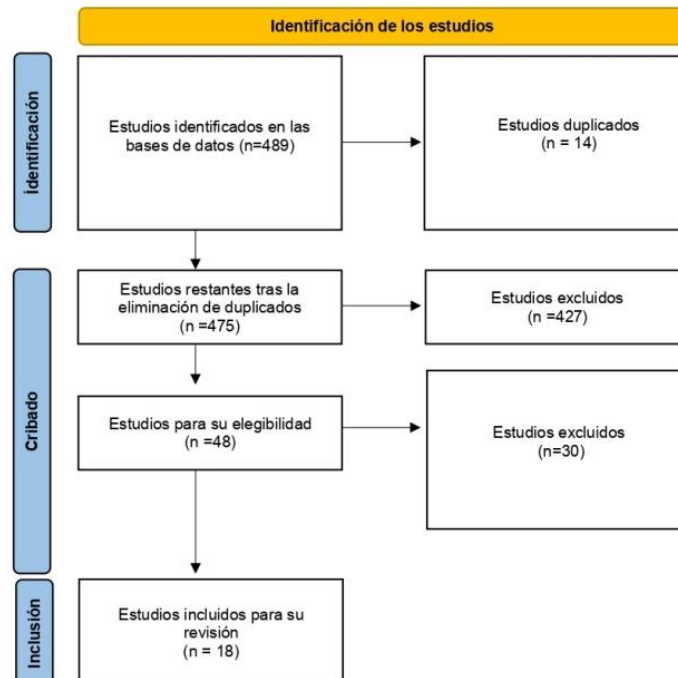 Identificación de los estudios
Identificación
Estudios identificados en las
bases de datos (n=489)
Estudios duplicados
(n = 14)
Cribado
Estudios restantes tras la
eliminación de duplicados
(n =475)
Estudios excluidos
(n =427)
Estudios para su elegibilidad
(n =48)
Estudios excluidos
(n=30)
Inclusión
Estudios incluidos para su
revisión
(n = 18)